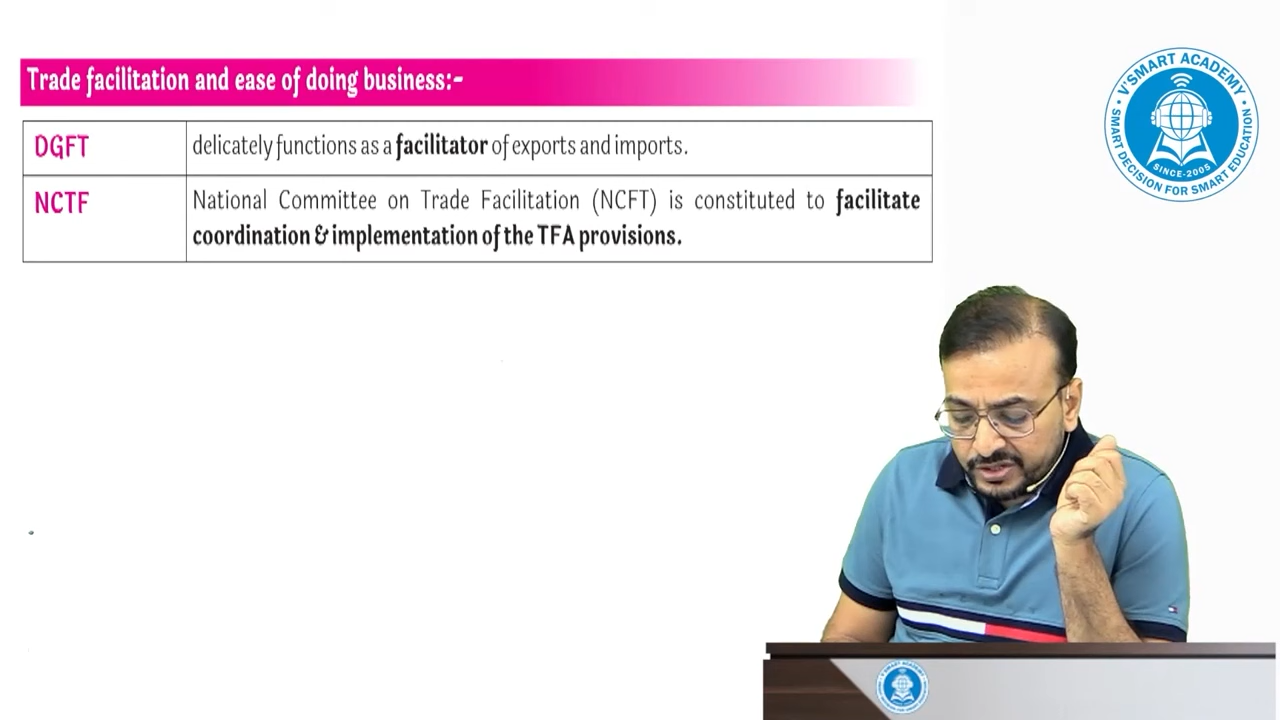 Trade facilitation and ease of doing business:-
DGFT
delicately functions as a facilitator of exports and imports.
NCTF
National Committee on Trade Facilitation (NCFT) is constituted to facilitate
coordination & implementation of the TFA provisions.
V'SMART ACADEMY
SMART DECISION FOR SMART EDUCATION
SINCE-2005
V'SMART ACADEMY